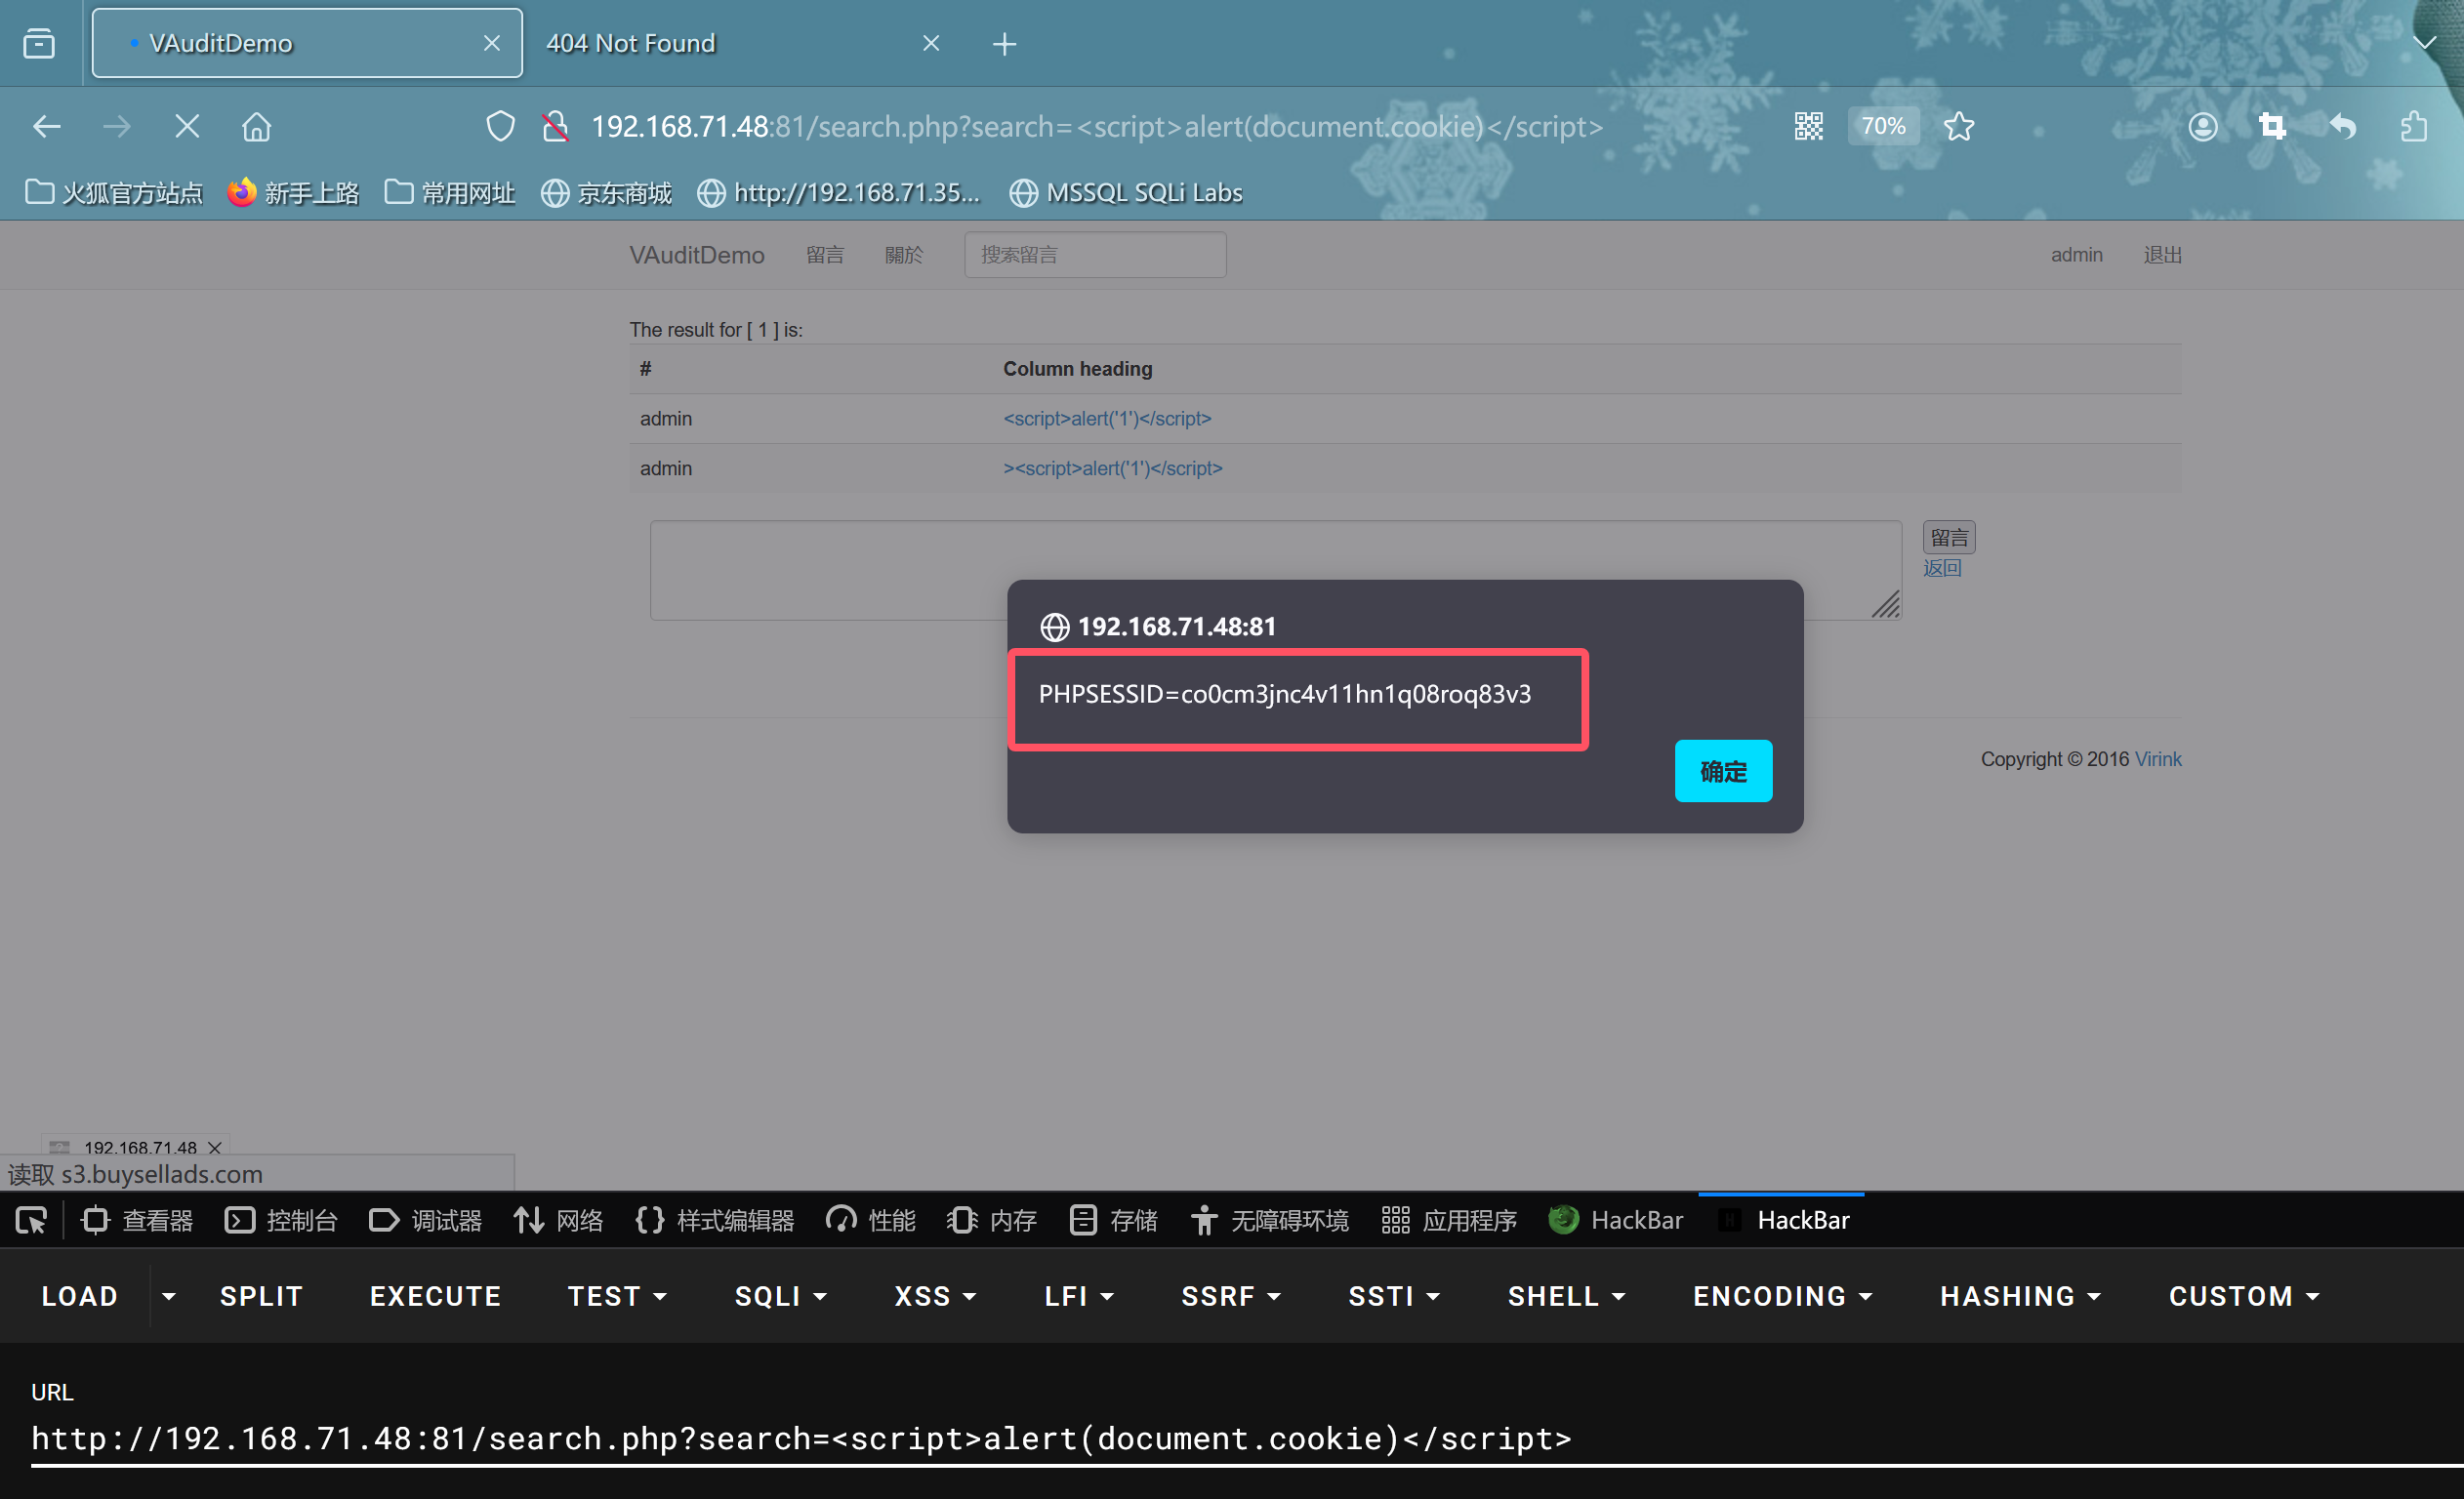 VAuditDemo
404 Not Found
192.168.71.48:81/search.php?search=<script>alert(document.cookie)</script>
70%
火狐官方站点
新手上路
常用网址
京东商城
http://192.168.71.35...
MSSQL SQLi Labs
VAuditDemo
留言
關於
搜索留言
admin
退出
The result for [ 1 ] is:
# Column heading
admin <script>alert('1')</script>
admin ><script>alert('1')</script>
留言
返回
192.168.71.48:81
PHPSESSID=co0cm3jnc4v11hn1q08roq83v3
确定
Copyright © 2016 Virink
192.168.71.48
读取 s3.buysellads.com
查看器
控制台
调试器
网络
样式编辑器
性能
内存
存储
无障碍环境
应用程序
HackBar
HackBar
LOAD
SPLIT
EXECUTE
TEST
SQLI
XSS
LFI
SSRF
SSTI
SHELL
ENCODING
HASHING
CUSTOM
URL
http://192.168.71.48:81/search.php?search=<script>alert(document.cookie)</script>